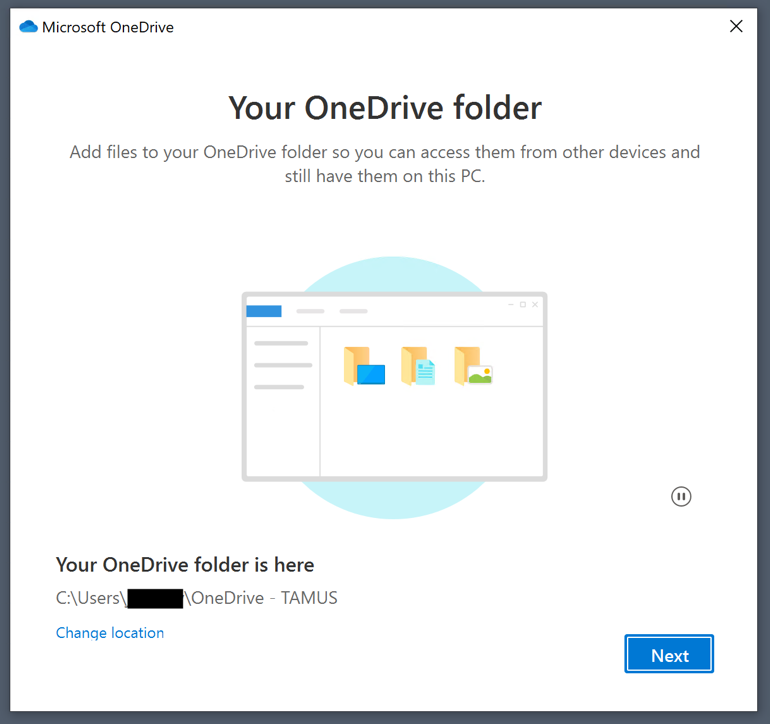 Microsoft OneDrive
Your OneDrive folder
Add files to your OneDrive folder so you can access them from other devices and
still have them on this PC.
Your OneDrive folder is here
C:\Users\ \OneDrive - TAMUS
Change location
Next